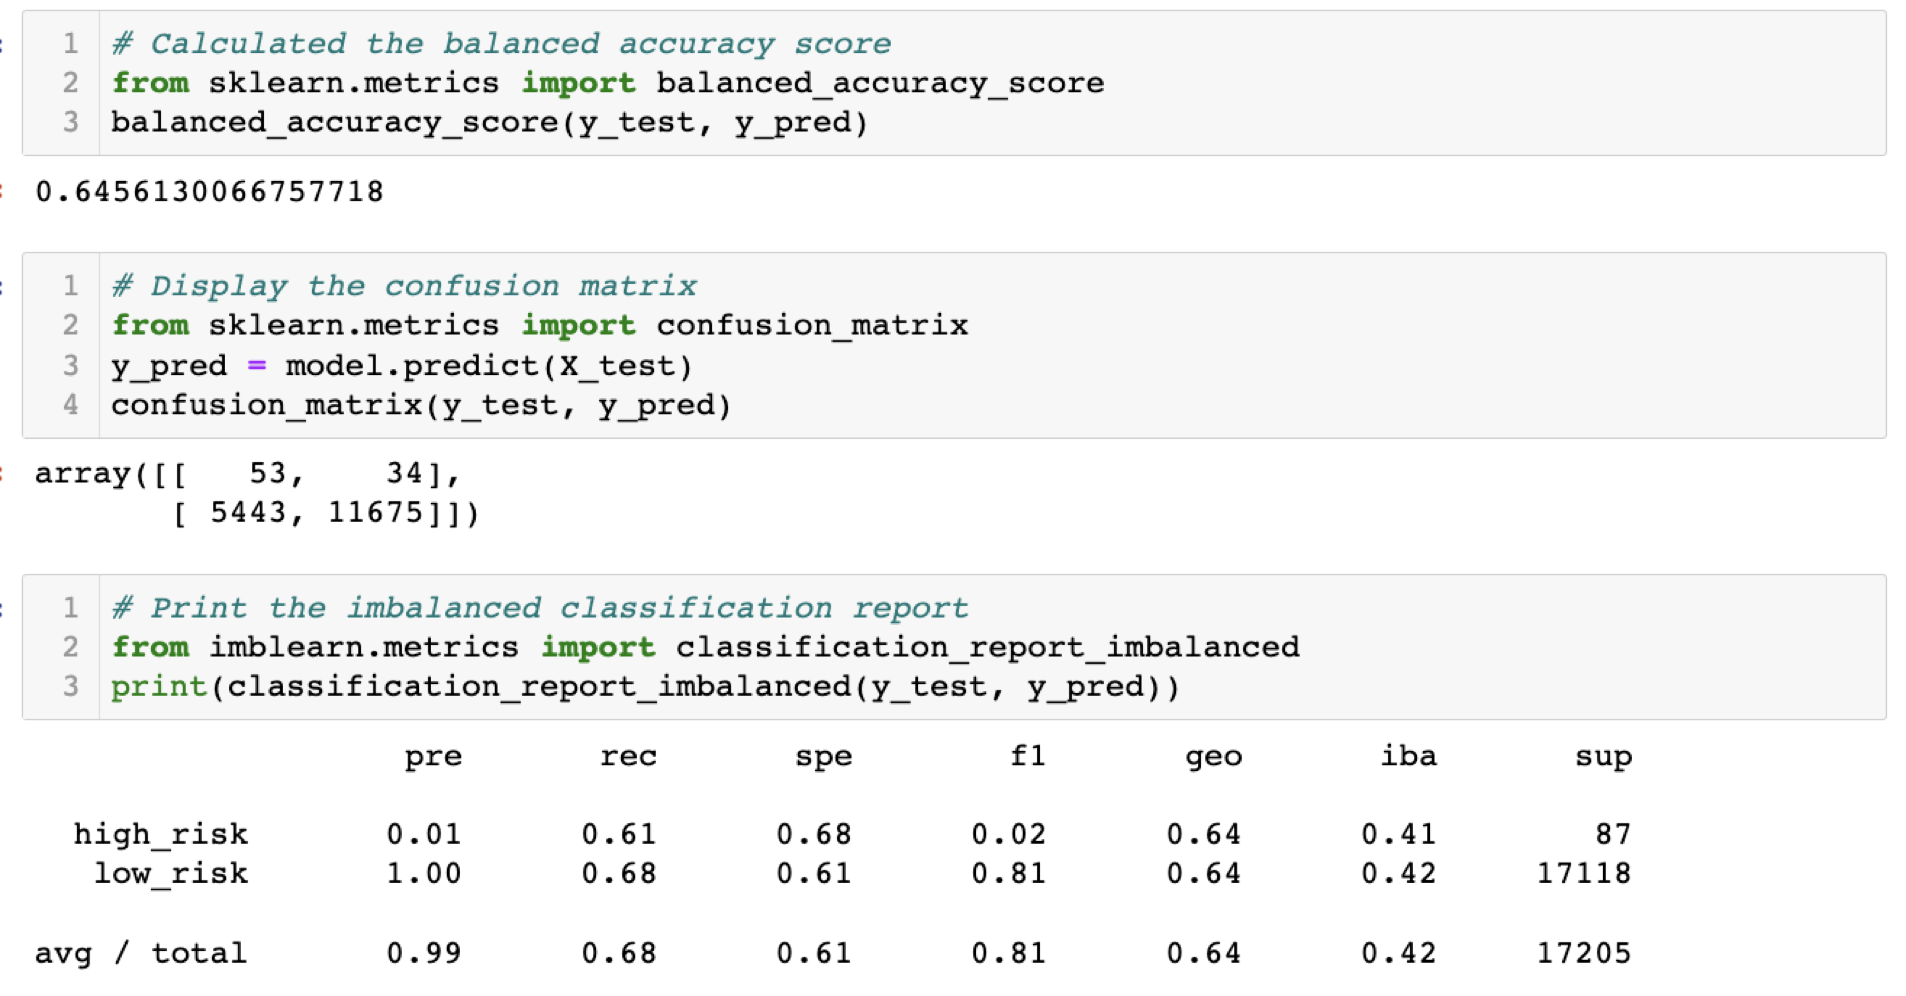 1 # Calculated the balanced accuracy score
2 from sklearn.metrics import balanced_accuracy_score
3 balanced_accuracy_score(y_test, y_pred)
0.6456130066757718
1 # Display the confusion matrix
2 from sklearn.metrics import confusion_matrix
3 y_pred = model.predict(X_test)
4 confusion_matrix(y_test, y_pred)
array([[   53,    34],
       [ 5443, 11675]])
1 # Print the imbalanced classification report
2 from imblearn.metrics import classification_report_imbalanced
3 print(classification_report_imbalanced(y_test, y_pred))
pre rec spe f1 geo iba sup
high_risk 0.01 0.61 0.68 0.02 0.64 0.41 87
low_risk 1.00 0.68 0.61 0.81 0.64 0.42 17118
avg / total 0.99 0.68 0.61 0.81 0.64 0.42 17205